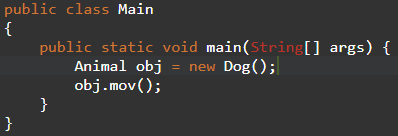 public class Main
{
    public static void main(String[] args) {
        Animal obj = new Dog();
        obj.mov();
    }
}